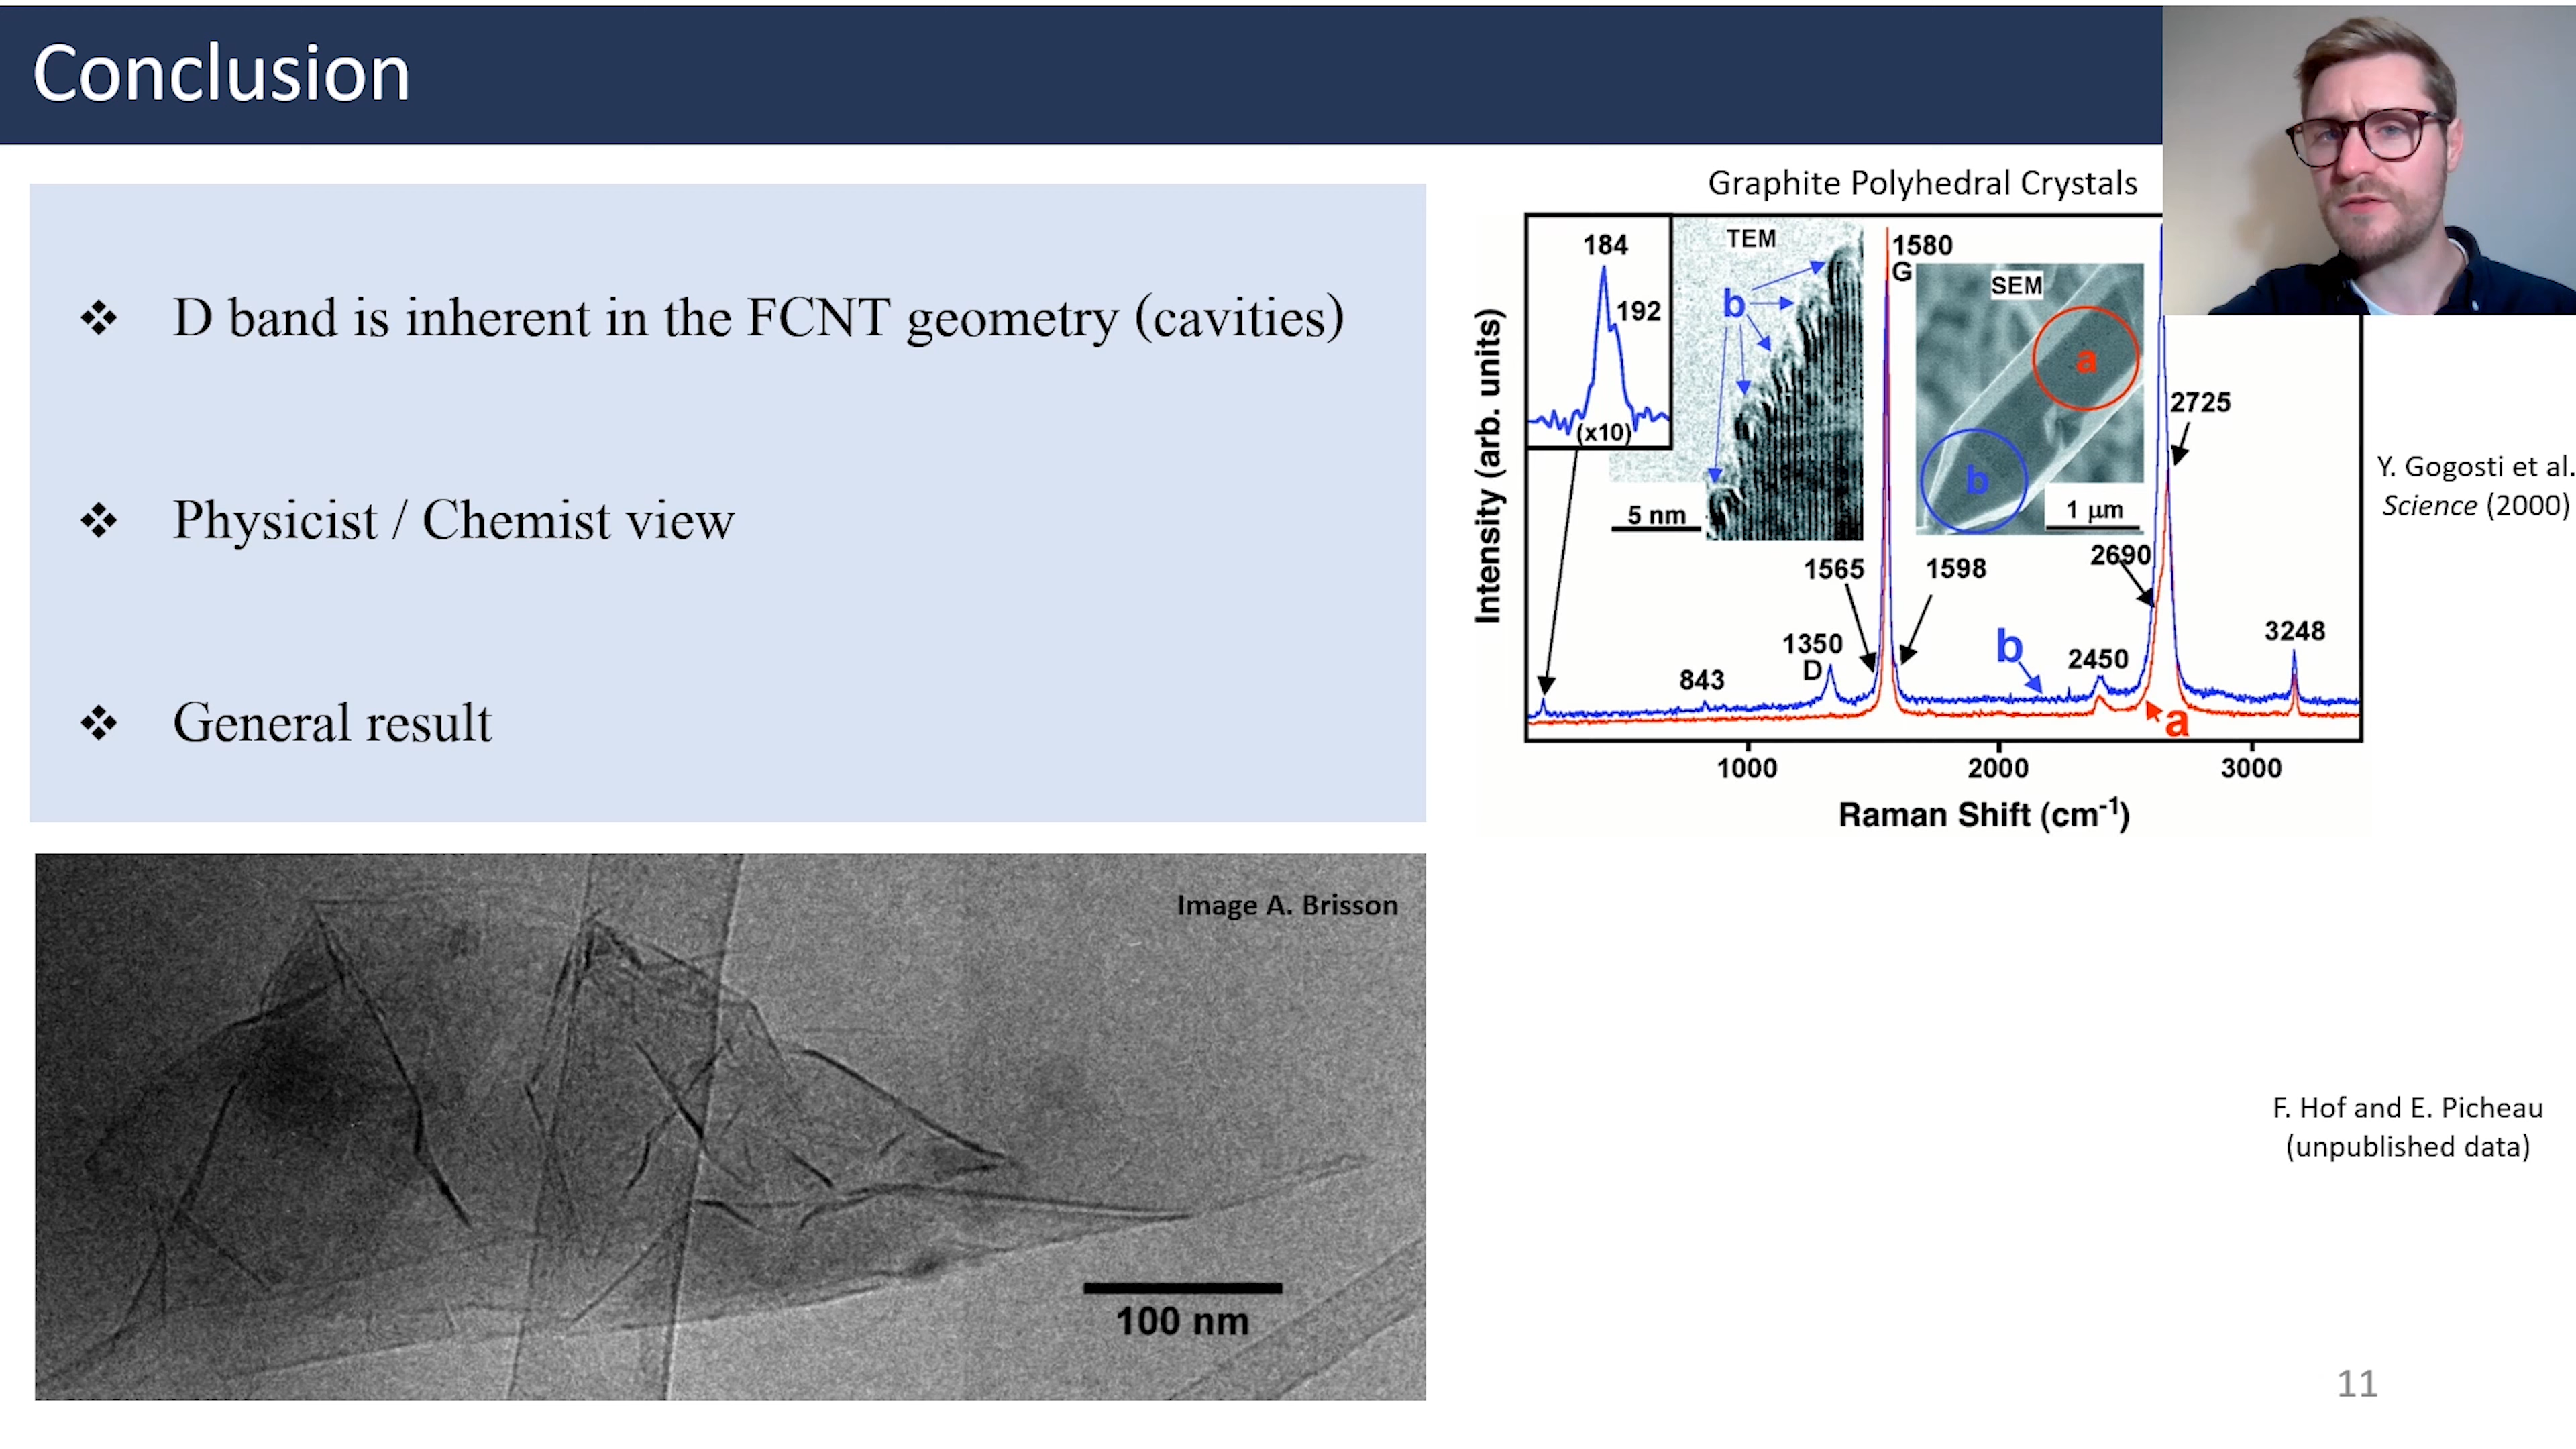 Conclusion
❖ D band is inherent in the FCNT geometry (cavities)
❖ Physicist / Chemist view
❖ General result
Graphite Polyhedral Crystals
Intensity (arb. units)
184
192
(x10)
TEM
b
5 nm
1580
G
SEM
a
b
1 μm
2725
2690
1565
1598
1350
D
843
b
2450
3248
a
1000
2000
3000
Raman Shift (cm⁻¹)
Y. Gogosti et al.
Science (2000)
Image A. Brisson
100 nm
F. Hof and E. Picheau
(unpublished data)
11